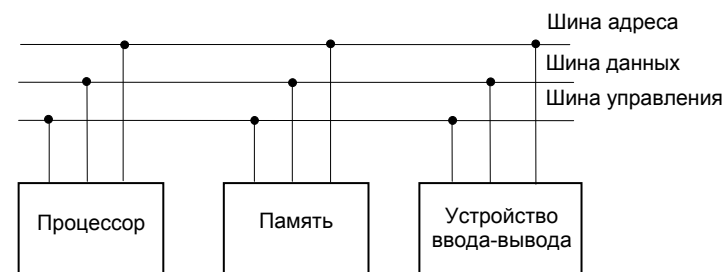 Шина адреса
Шина данных
Шина управления
Процессор
Память
Устройство
ввода-вывода